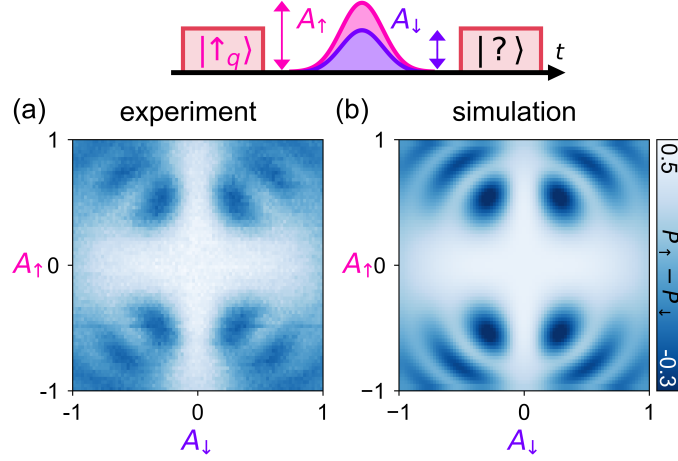 A↑ A↓
|↑q⟩ |?⟩ t
(a) experiment (b) simulation
1 1 0.5
A↑ 0 A↑ 0 P↑ − P↓
-1 −1 -0.3
-1 0 1 −1 0 1
A↓ A↓